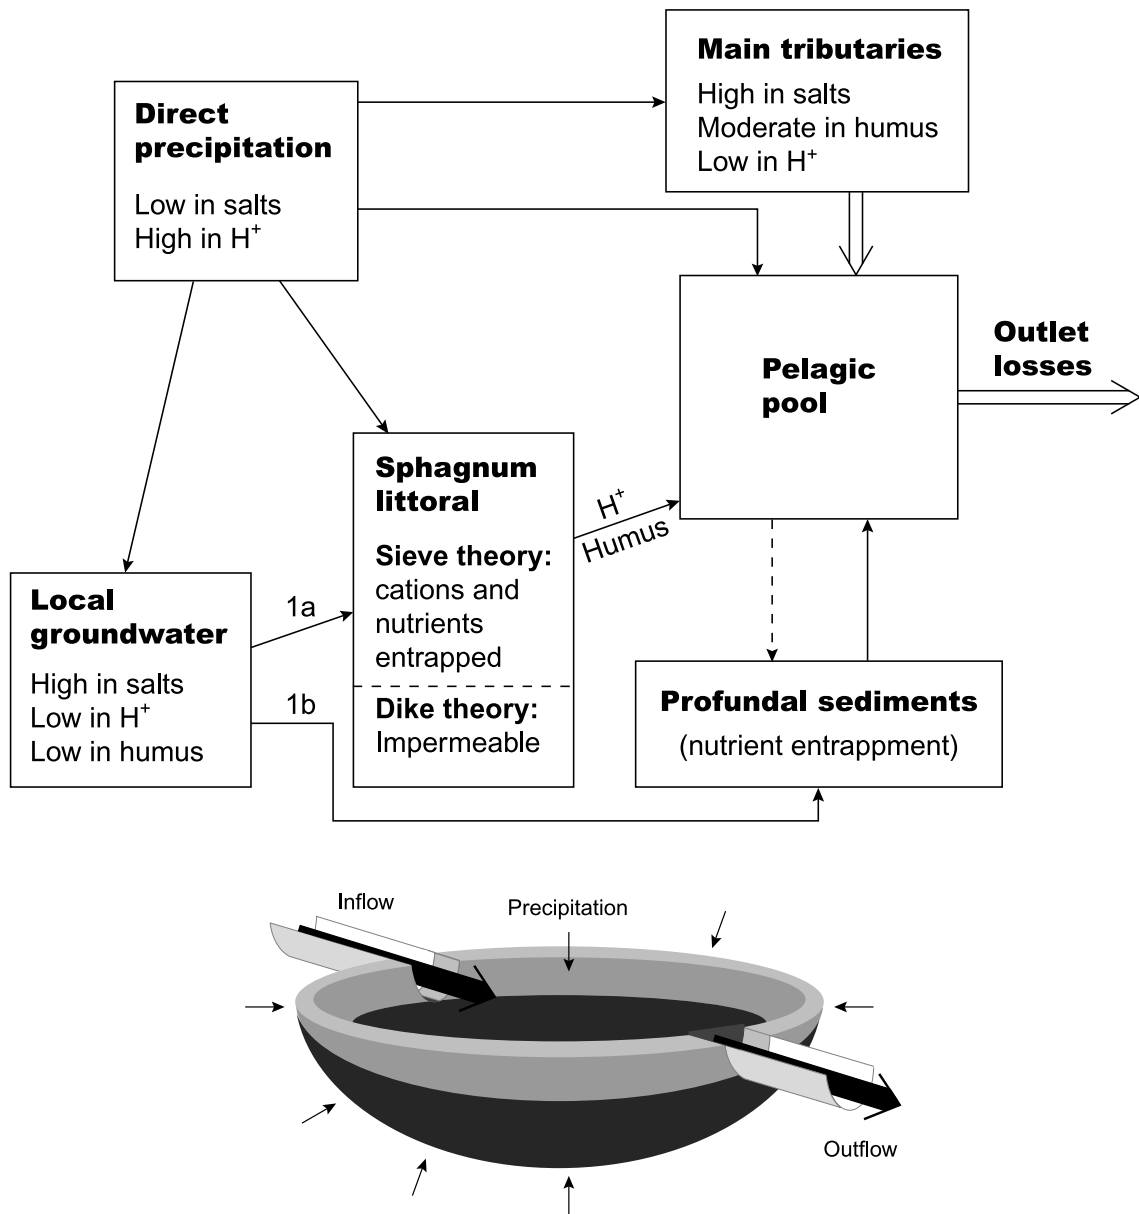 Main tributaries
High in salts
Moderate in humus
Low in H⁺
Direct
precipitation
Low in salts
High in H⁺
Pelagic
pool
Outlet
losses
Sphagnum
littoral
Sieve theory:
cations and
nutrients
entrapped
Dike theory:
Impermeable
H⁺
Humus
Local
groundwater
High in salts
Low in H⁺
Low in humus
1a
1b
Profundal sediments
(nutrient entrappment)
Inflow
Precipitation
Outflow